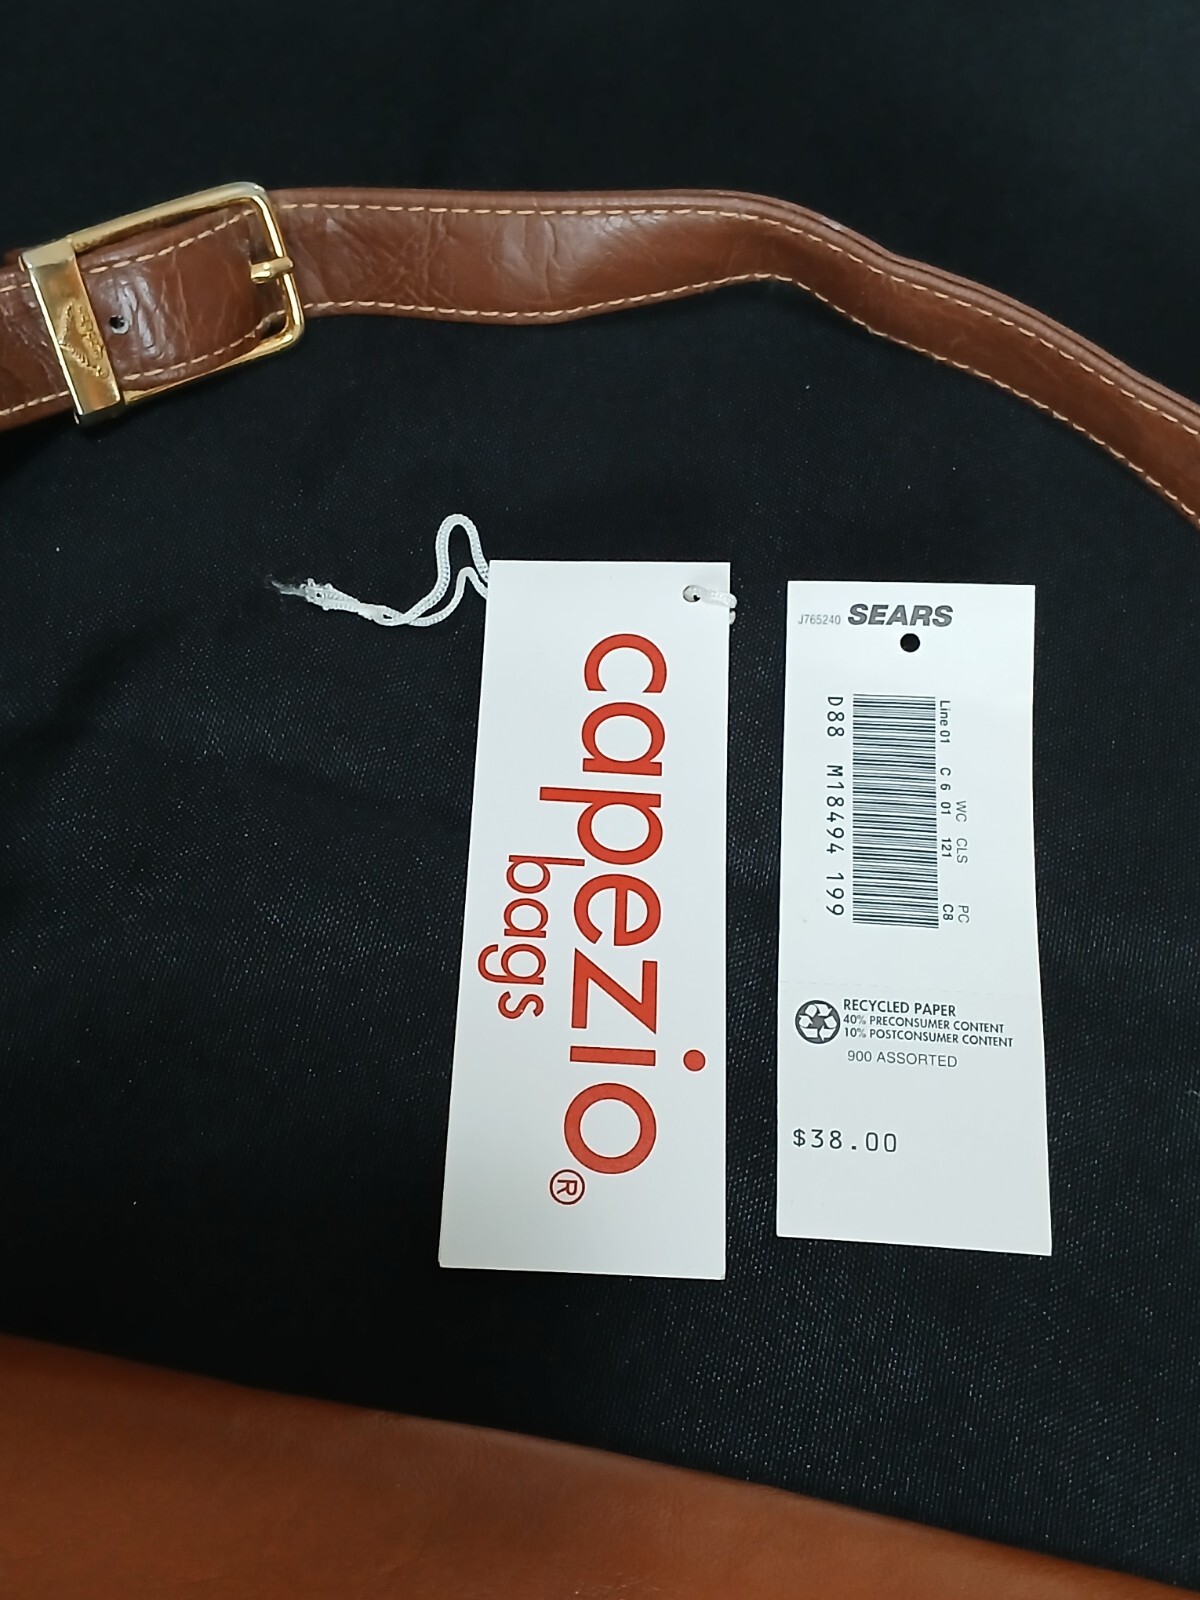 capezio®
bags
J765240 SEARS
WC CLS PC
Line 01 C 6 01 121 C8
D88 M18494 199
RECYCLED PAPER
40% PRECONSUMER CONTENT
10% POSTCONSUMER CONTENT
900 ASSORTED
$38.00